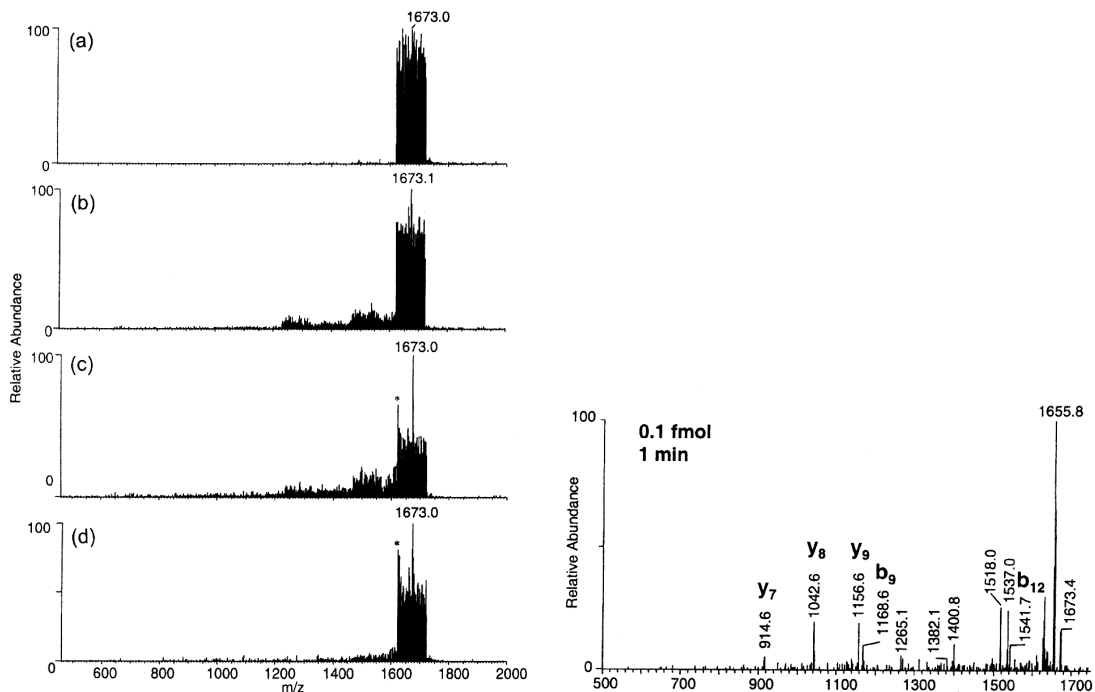 (a)
100
0
1673.0
(b)
100
0
1673.1
(c)
100
0
1673.0
*
(d)
100
0
1673.0
*
600 800 1000 1200 1400 1600 1800 2000
m/z
Relative Abundance
100
0
0.1 fmol
1 min
Relative Abundance
y7
914.6
y8
1042.6
y9
1156.6
b9
1168.6
1265.1
1382.1
1400.8
1518.0
1537.0
1541.7
b12
1655.8
1673.4
500 700 900 1100 1300 1500 1700